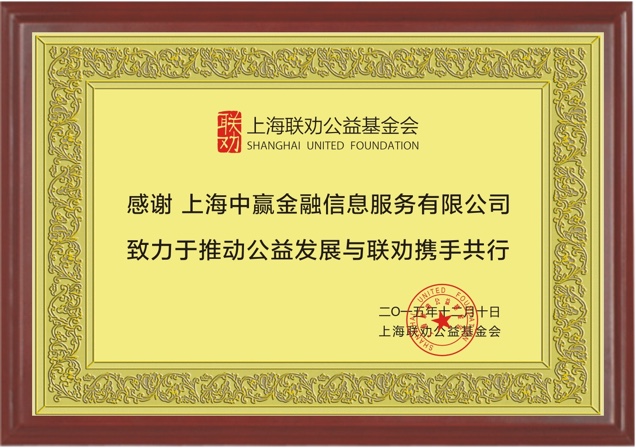 联劝
上海联劝公益基金会
SHANGHAI UNITED FOUNDATION
感谢 上海中赢金融信息服务有限公司
致力于推动公益发展与联劝携手共行
二〇一五年十二月十日
上海联劝公益基金会
SHANGHAI UNITED FOUNDATION